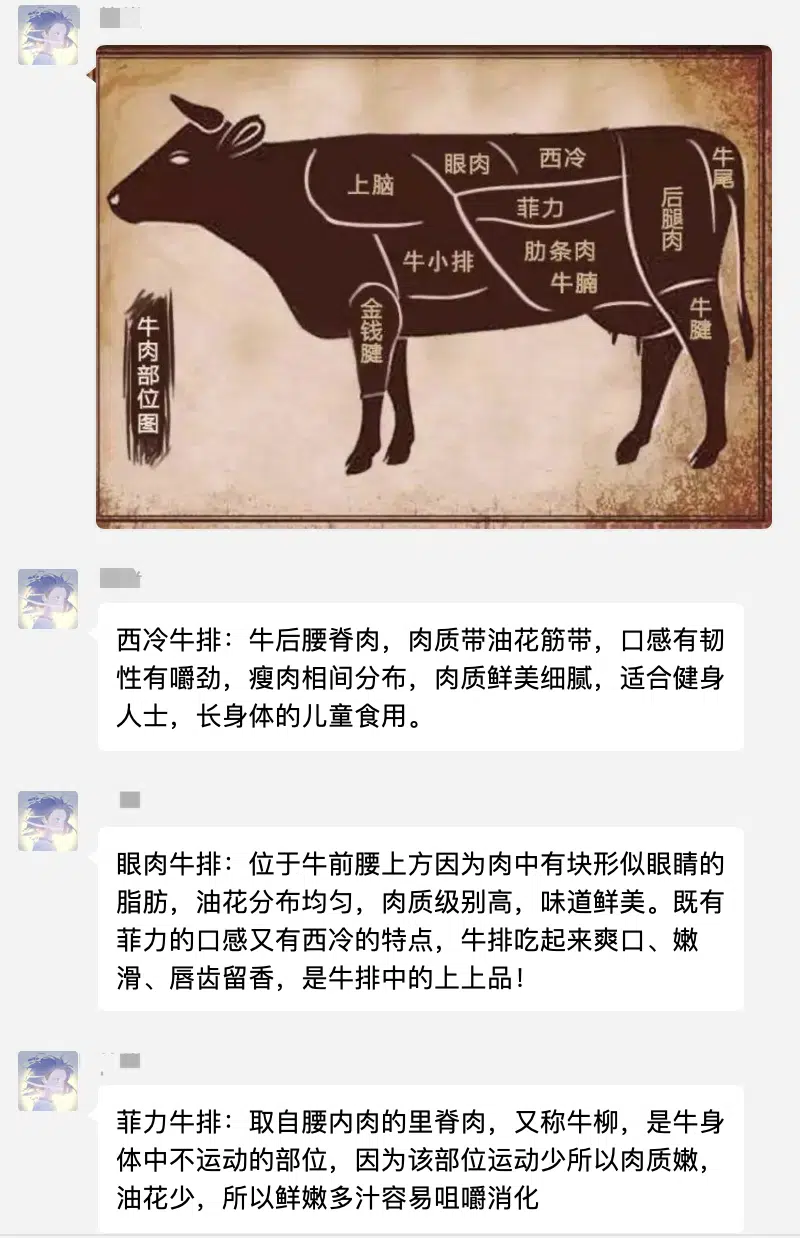 上脑
眼肉
西冷
牛尾
菲力
后腿肉
牛小排
肋条肉
牛腩
金钱腱
牛腱
牛肉部位图
西冷牛排：牛后腰脊肉，肉质带油花筋带，口感有韧
性有嚼劲，瘦肉相间分布，肉质鲜美细腻，适合健身
人士，长身体的儿童食用。
眼肉牛排：位于牛前腰上方因为肉中有块形似眼睛的
脂肪，油花分布均匀，肉质级别高，味道鲜美。既有
菲力的口感又有西冷的特点，牛排吃起来爽口、嫩
滑、唇齿留香，是牛排中的上上品！
菲力牛排：取自腰内肉的里脊肉，又称牛柳，是牛身
体中不运动的部位，因为该部位运动少所以肉质嫩，
油花少，所以鲜嫩多汁容易咀嚼消化